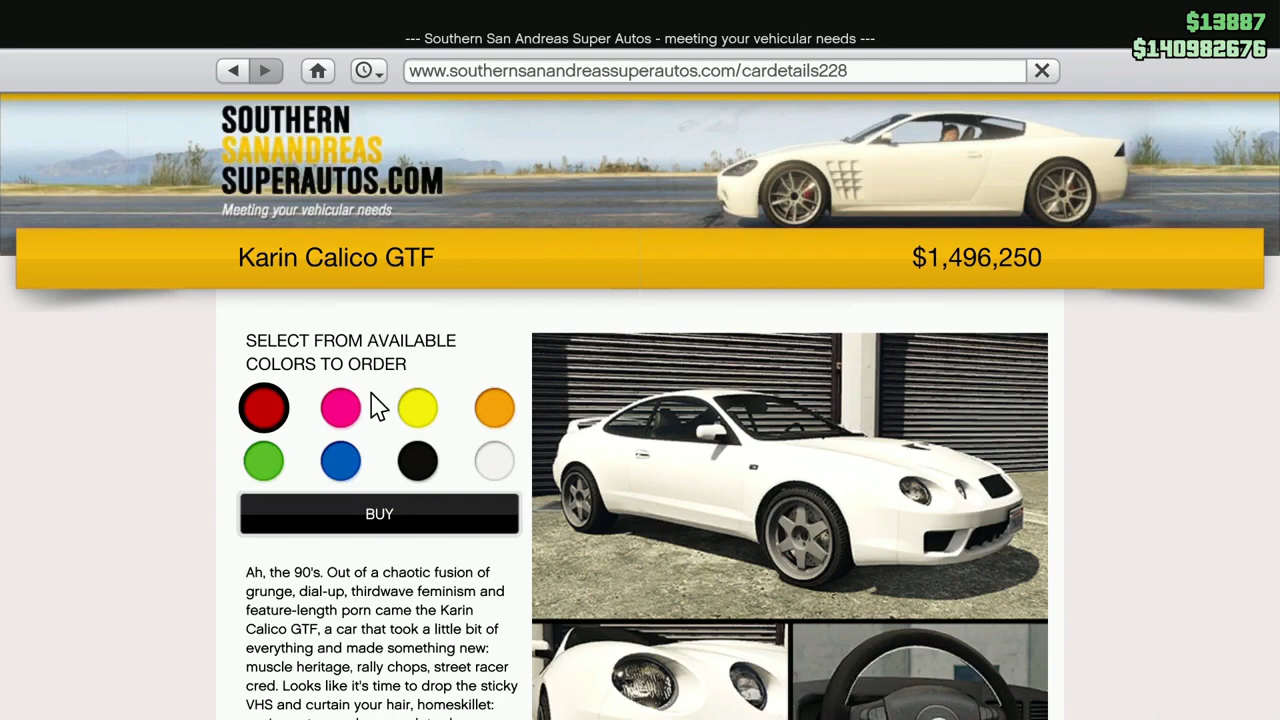 $13887
--- Southern San Andreas Super Autos - meeting your vehicular needs ---
$140982676
www.southernsanandreassuperautos.com/cardetails228
SOUTHERN
SANANDREAS
SUPERAUTOS.COM
Meeting your vehicular needs
Karin Calico GTF
$1,496,250
SELECT FROM AVAILABLE
COLORS TO ORDER
BUY
Ah, the 90's. Out of a chaotic fusion of
grunge, dial-up, thirdwave feminism and
feature-length porn came the Karin
Calico GTF, a car that took a little bit of
everything and made something new:
muscle heritage, rally chops, street racer
cred. Looks like it's time to drop the sticky
VHS and curtain your hair, homeskillet: